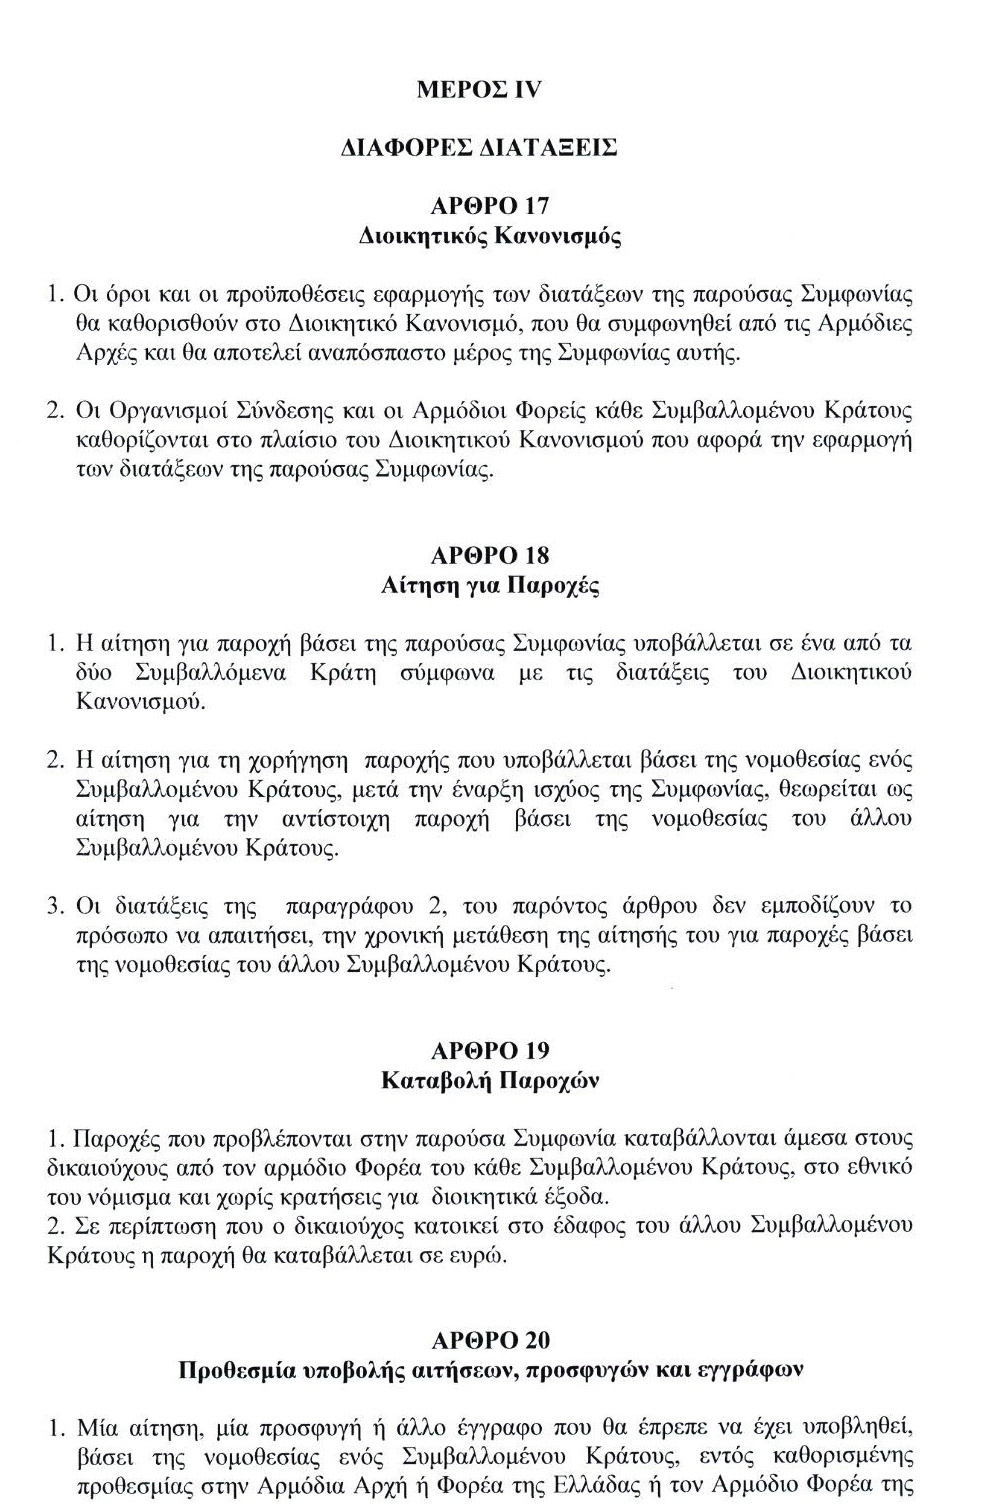 ΜΕΡΟΣ IV
ΔΙΑΦΟΡΕΣ ΔΙΑΤΑΞΕΙΣ
ΑΡΘΡΟ 17
Διοικητικός Κανονισμός
1. Οι όροι και οι προϋποθέσεις εφαρμογής των διατάξεων της παρούσας Συμφωνίας
θα καθορισθούν στο Διοικητικό Κανονισμό, που θα συμφωνηθεί από τις Αρμόδιες
Αρχές και θα αποτελεί αναπόσπαστο μέρος της Συμφωνίας αυτής.
2. Οι Οργανισμοί Σύνδεσης και οι Αρμόδιοι Φορείς κάθε Συμβαλλομένου Κράτους
καθορίζονται στο πλαίσιο του Διοικητικού Κανονισμού που αφορά την εφαρμογή
των διατάξεων της παρούσας Συμφωνίας.
ΑΡΘΡΟ 18
Αίτηση για Παροχές
1. Η αίτηση για παροχή βάσει της παρούσας Συμφωνίας υποβάλλεται σε ένα από τα
δύο Συμβαλλόμενα Κράτη σύμφωνα με τις διατάξεις του Διοικητικού
Κανονισμού.
2. Η αίτηση για τη χορήγηση παροχής που υποβάλλεται βάσει της νομοθεσίας ενός
Συμβαλλομένου Κράτους, μετά την έναρξη ισχύος της Συμφωνίας, θεωρείται ως
αίτηση για την αντίστοιχη παροχή βάσει της νομοθεσίας του άλλου
Συμβαλλομένου Κράτους.
3. Οι διατάξεις της παραγράφου 2, του παρόντος άρθρου δεν εμποδίζουν το
πρόσωπο να απαιτήσει, την χρονική μετάθεση της αίτησής του για παροχές βάσει
της νομοθεσίας του άλλου Συμβαλλομένου Κράτους.
ΑΡΘΡΟ 19
Καταβολή Παροχών
1. Παροχές που προβλέπονται στην παρούσα Συμφωνία καταβάλλονται άμεσα στους
δικαιούχους από τον αρμόδιο Φορέα του κάθε Συμβαλλομένου Κράτους, στο εθνικό
του νόμισμα και χωρίς κρατήσεις για διοικητικά έξοδα.
2. Σε περίπτωση που ο δικαιούχος κατοικεί στο έδαφος του άλλου Συμβαλλομένου
Κράτους η παροχή θα καταβάλλεται σε ευρώ.
ΑΡΘΡΟ 20
Προθεσμία υποβολής αιτήσεων, προσφυγών και εγγράφων
1. Μία αίτηση, μία προσφυγή ή άλλο έγγραφο που θα έπρεπε να έχει υποβληθεί,
βάσει της νομοθεσίας ενός Συμβαλλομένου Κράτους, εντός καθορισμένης
προθεσμίας στην Αρμόδια Αρχή ή Φορέα της Ελλάδας ή τον Αρμόδιο Φορέα της